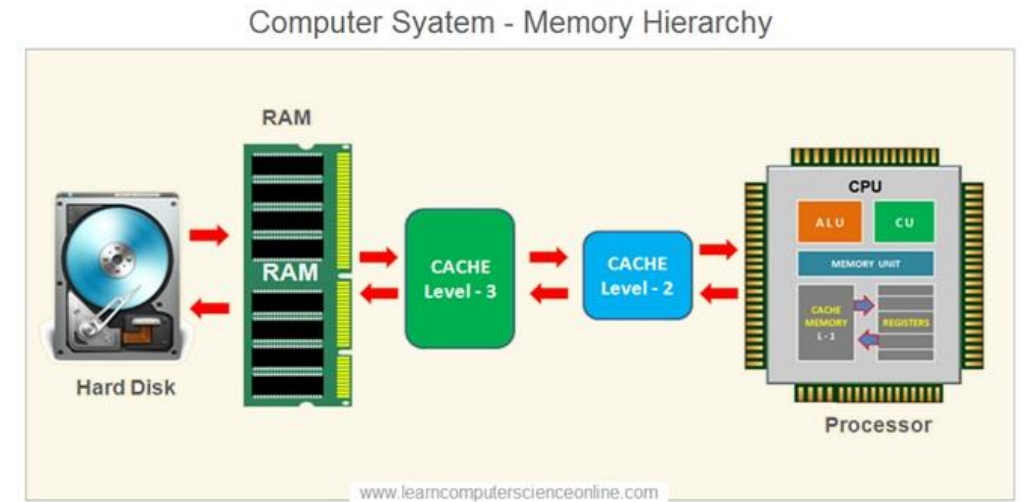 Computer Syatem - Memory Hierarchy
RAM
RAM
Hard Disk
CACHE
Level - 3
CACHE
Level - 2
CPU
ALU
CU
MEMORY UNIT
CACHE
MEMORY
L - 1
REGISTERS
Processor
www.learncomputerscienceonline.com